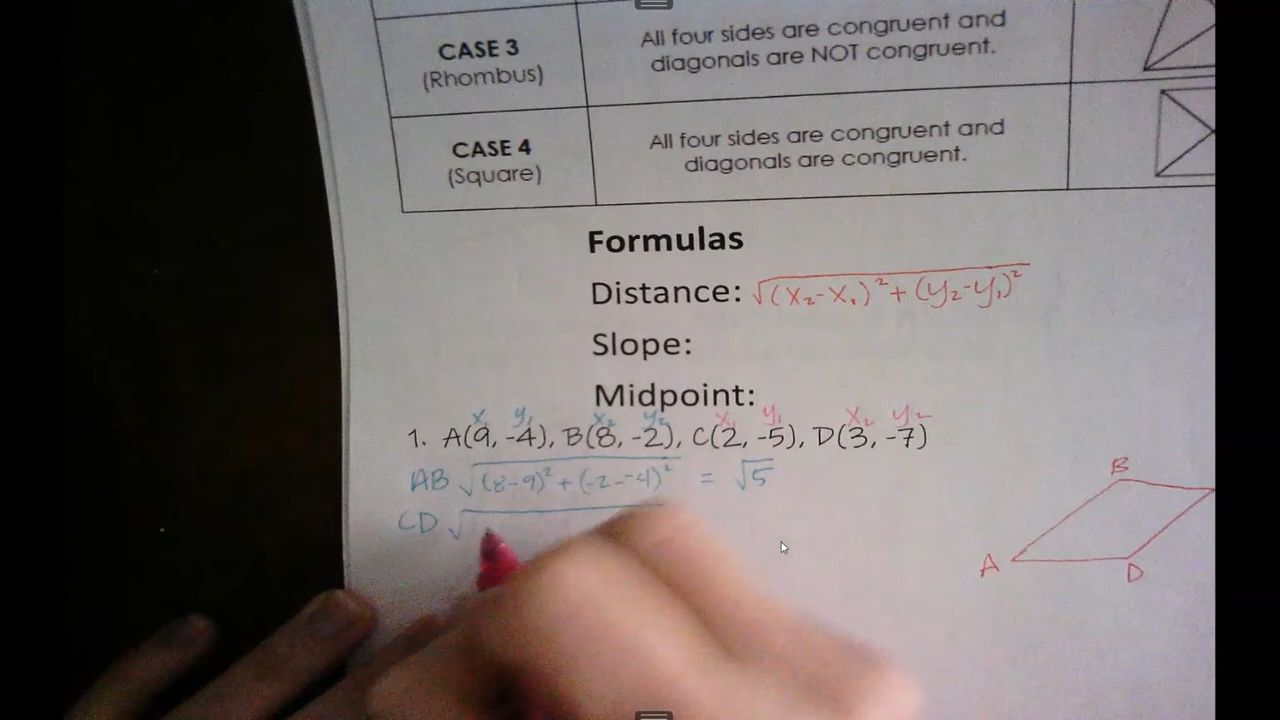 CASE 3
(Rhombus)
All four sides are congruent and
diagonals are NOT congruent.
CASE 4
(Square)
All four sides are congruent and
diagonals are congruent.
Formulas
Distance: √(x₂-x₁)²+(y₂-y₁)²
Slope:
Midpoint:
x₁ y₁ x₂ y₂ x₁ y₁ x₂ y₂
1. A(9, -4), B(8, -2), C(2, -5), D(3, -7)
AB √(8-9)²+(-2--4)² = √5
CD √
B
A
D